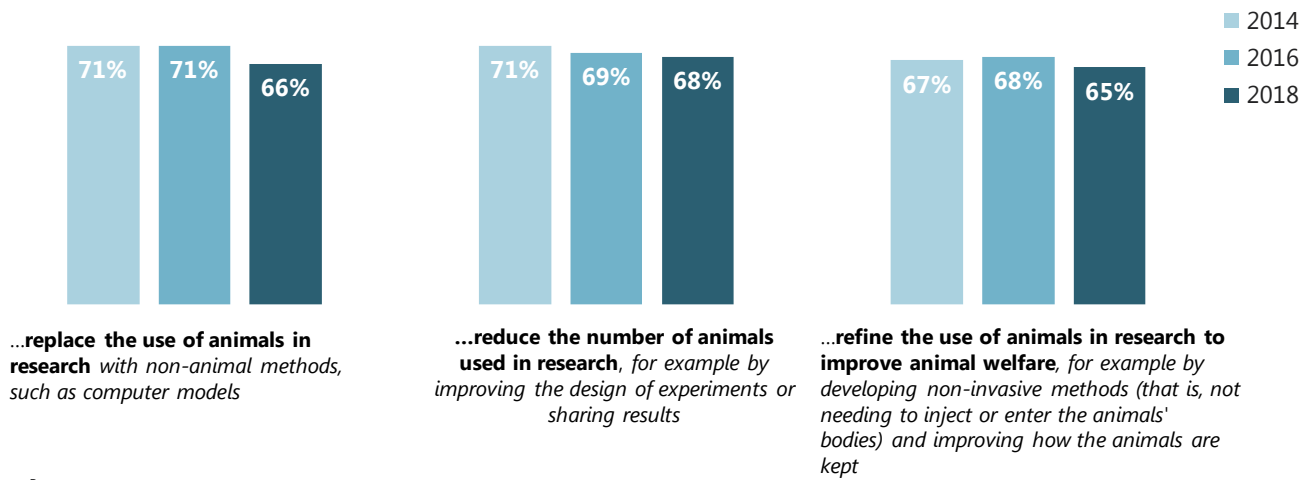 2014
2016
2018
71%
71%
66%
71%
69%
68%
67%
68%
65%
...replace the use of animals in
research with non-animal methods,
such as computer models
...reduce the number of animals
used in research, for example by
improving the design of experiments or
sharing results
...refine the use of animals in research to
improve animal welfare, for example by
developing non-invasive methods (that is, not
needing to inject or enter the animals'
bodies) and improving how the animals are
kept